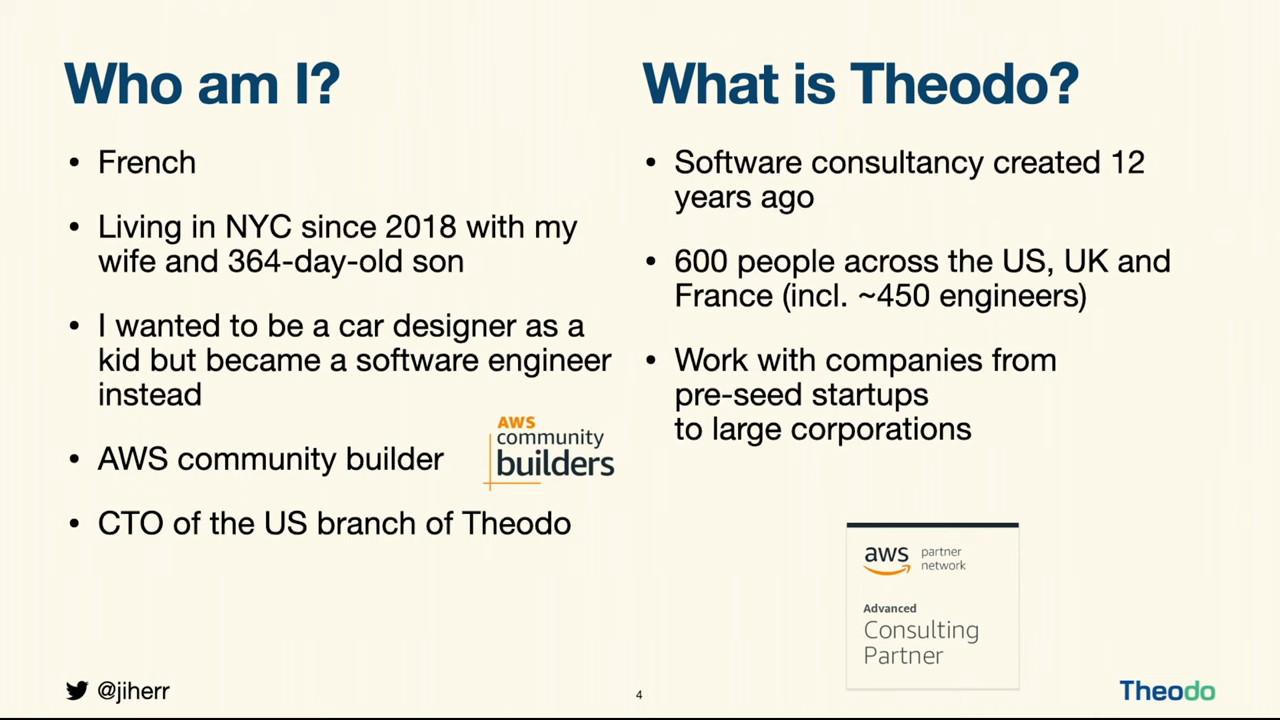 Who am I?
• French
• Living in NYC since 2018 with my
wife and 364-day-old son
• I wanted to be a car designer as a
kid but became a software engineer
instead
• AWS community builder
AWS
community
builders
• CTO of the US branch of Theodo
What is Theodo?
• Software consultancy created 12
years ago
• 600 people across the US, UK and
France (incl. ~450 engineers)
• Work with companies from
pre-seed startups
to large corporations
aws partner
network
Advanced
Consulting
Partner
@jiherr
4
Theodo